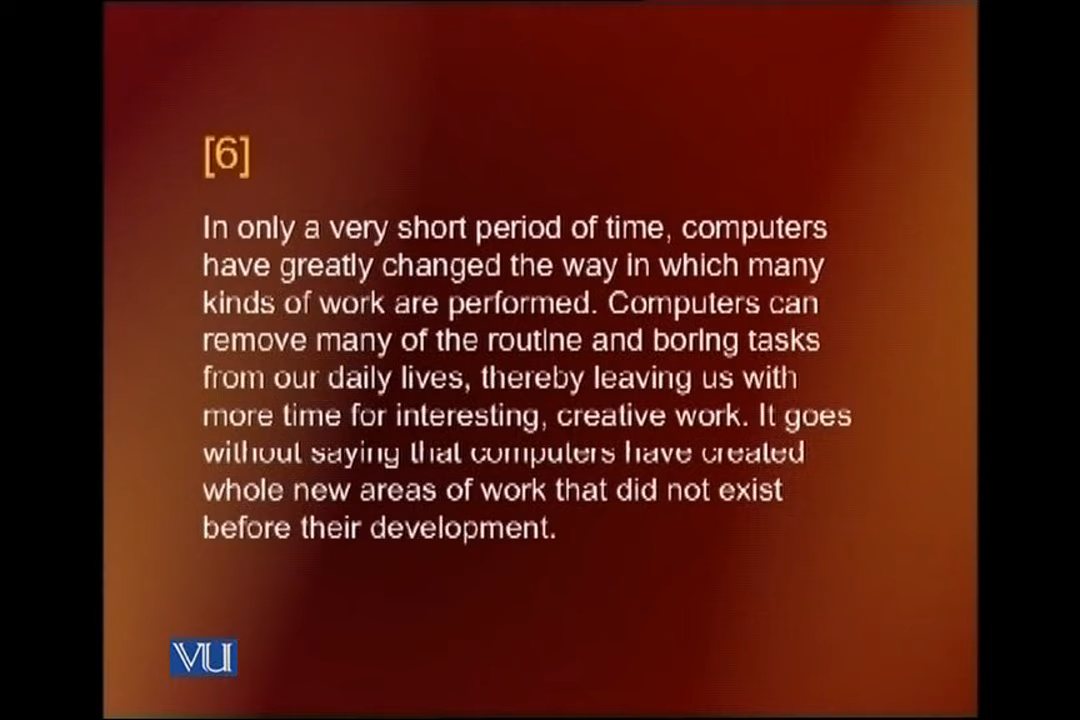 [6]
In only a very short period of time, computers
have greatly changed the way in which many
kinds of work are performed. Computers can
remove many of the routine and boring tasks
from our daily lives, thereby leaving us with
more time for interesting, creative work. It goes
without saying that computers have created
whole new areas of work that did not exist
before their development.
VU